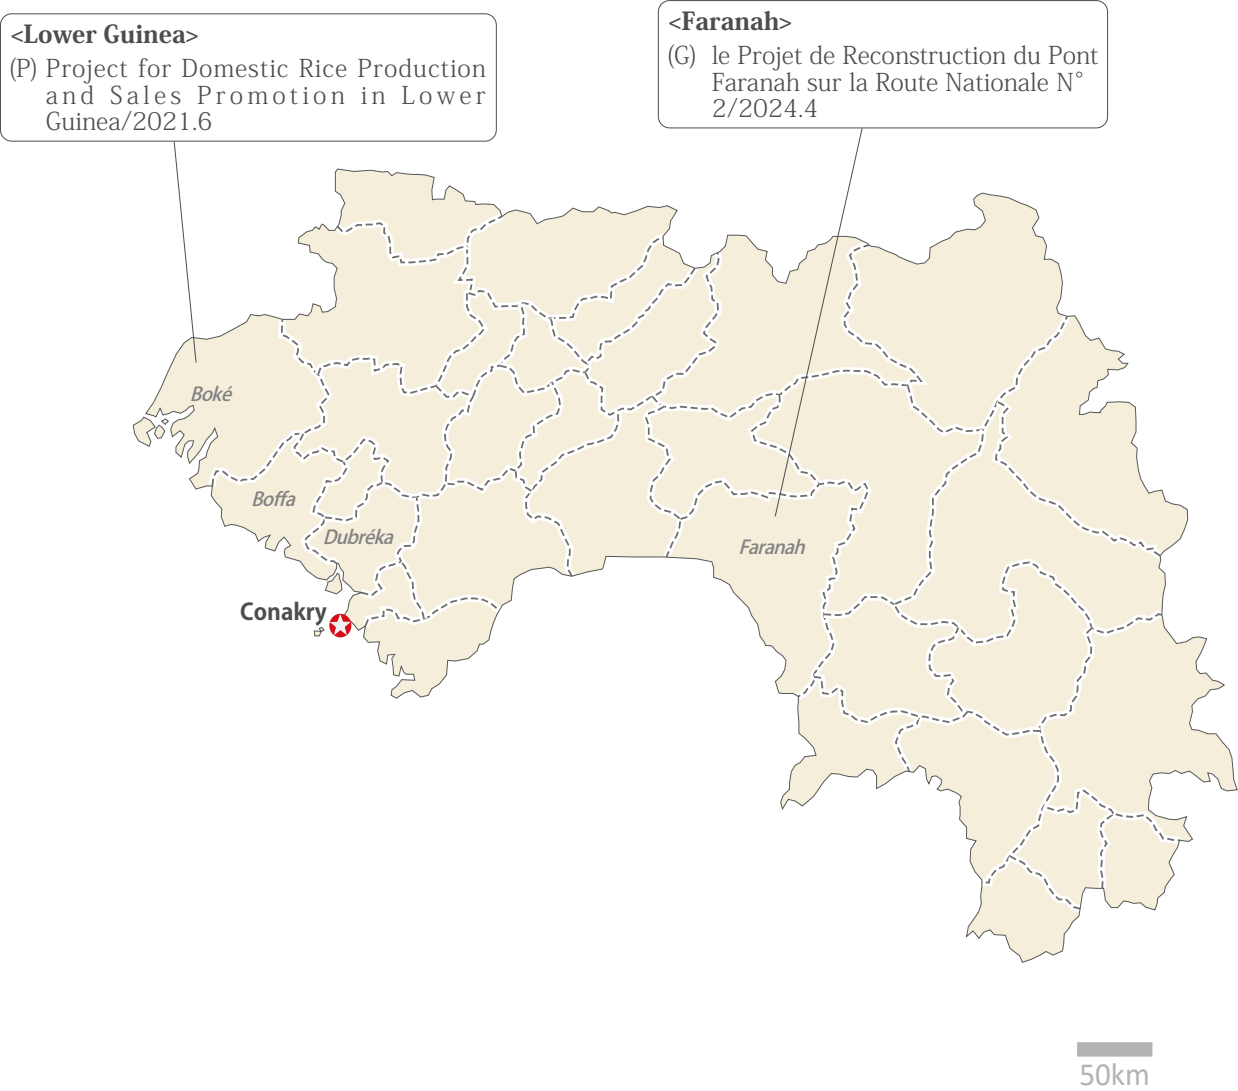 <Lower Guinea>
(P) Project for Domestic Rice Production
and Sales Promotion in Lower
Guinea/2021.6
<Faranah>
(G) le Projet de Reconstruction du Pont
Faranah sur la Route Nationale N°
2/2024.4
Boké
Boffa
Dubréka
Faranah
Conakry
50km